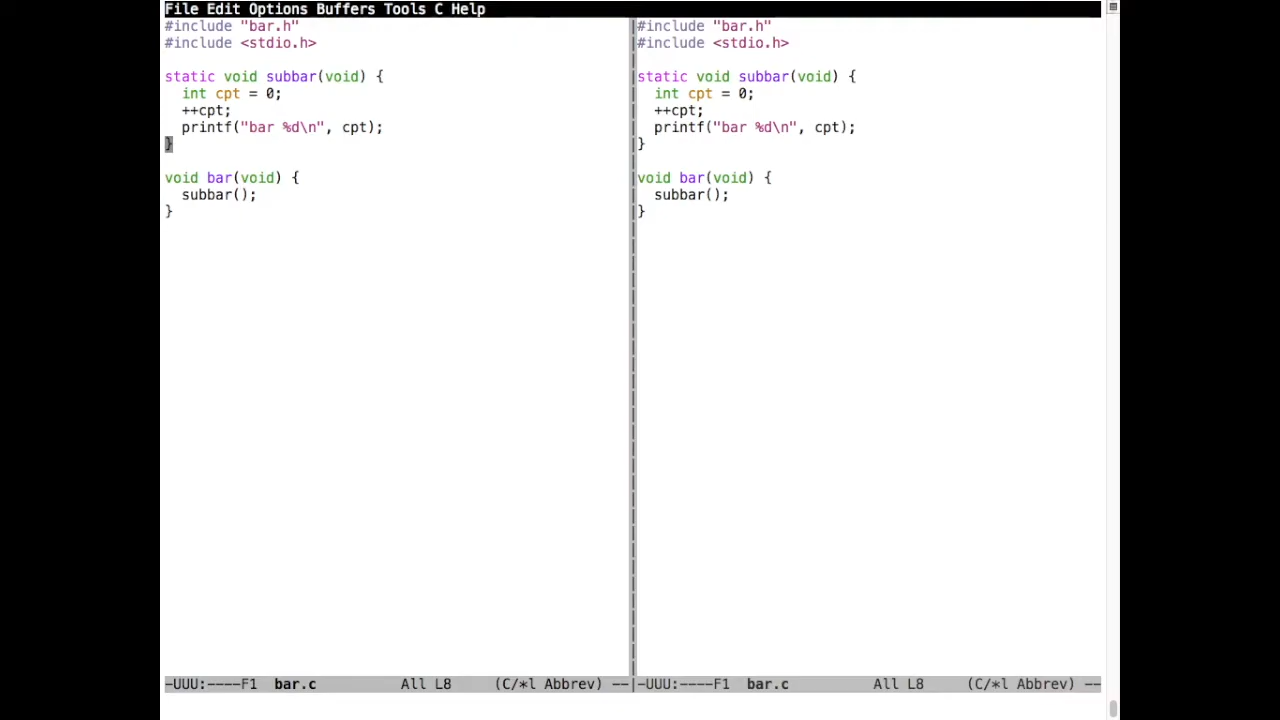 File Edit Options Buffers Tools C Help
#include "bar.h"
#include <stdio.h>
static void subbar(void) {
int cpt = 0;
++cpt;
printf("bar %d\n", cpt);
}
void bar(void) {
subbar();
}
-UUU:----F1 bar.c All L8 (C/*l Abbrev) --
#include "bar.h"
#include <stdio.h>
static void subbar(void) {
int cpt = 0;
++cpt;
printf("bar %d\n", cpt);
}
void bar(void) {
subbar();
}
-UUU:----F1 bar.c All L8 (C/*l Abbrev) --